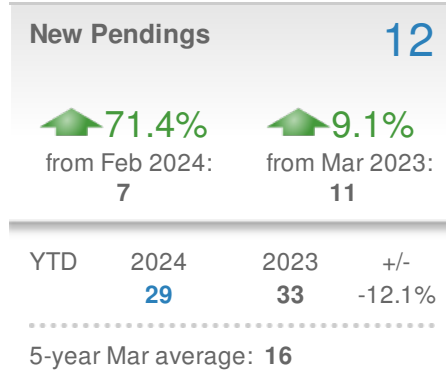 New Pendings 12
71.4% 9.1%
from Feb 2024: from Mar 2023:
7 11
YTD 2024 2023 +/-
29 33 -12.1%
5-year Mar average: 16